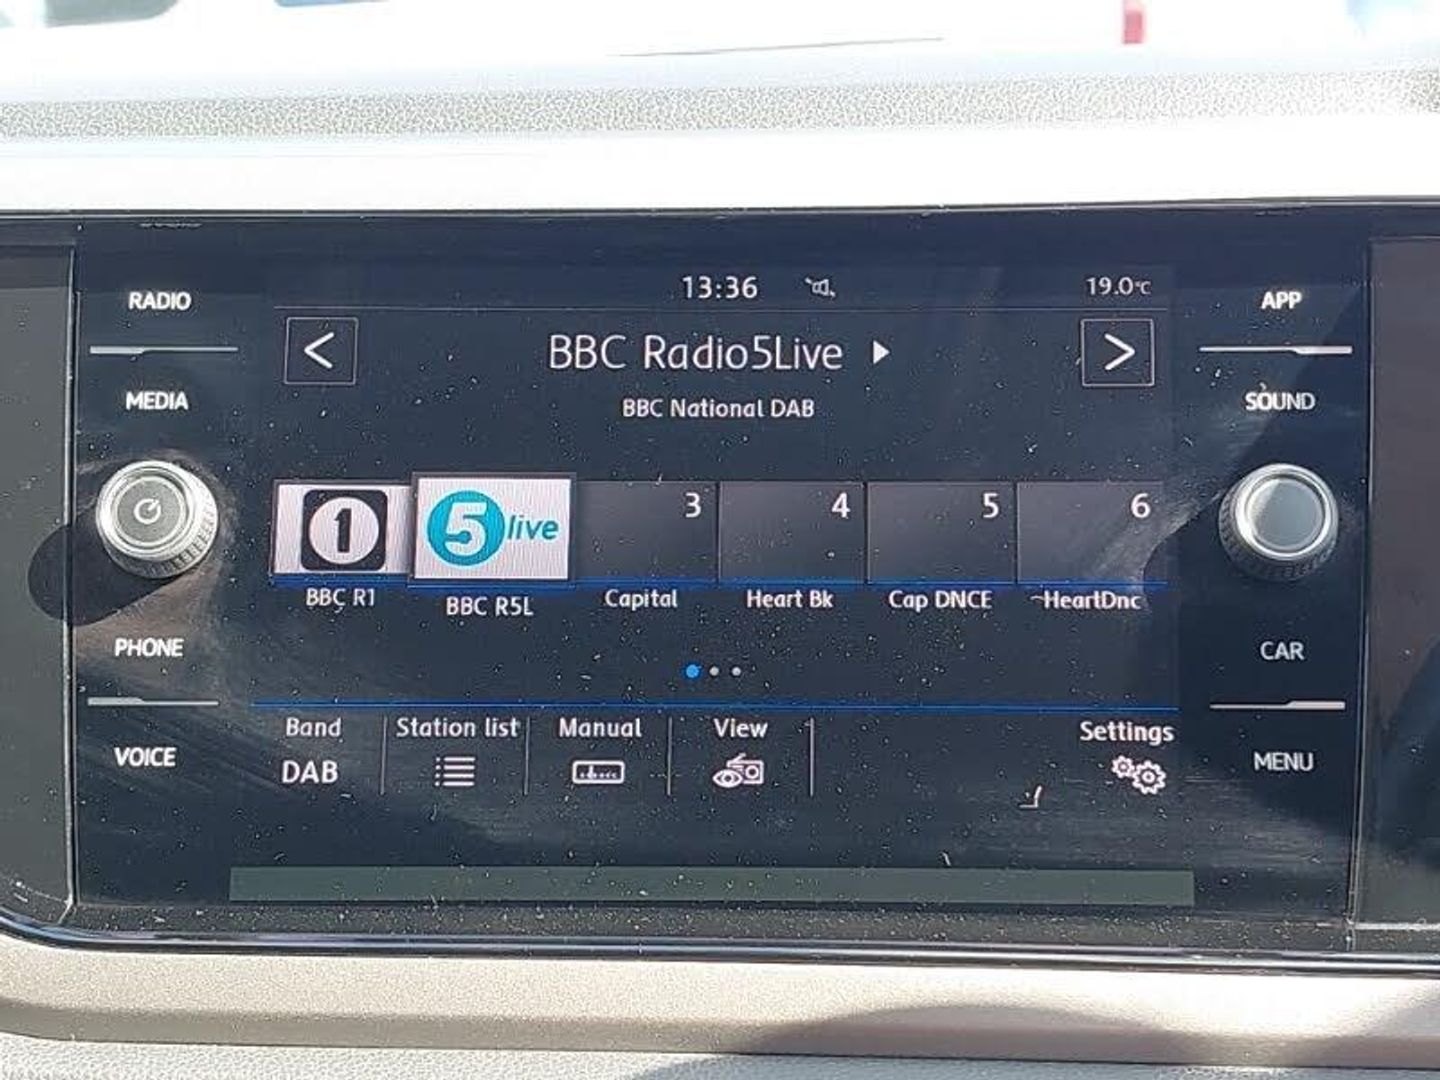 13:36 19.0°C
RADIO
APP
BBC Radio5Live
MEDIA
SOUND
BBC National DAB
1 5live 3 4 5 6
BBC R1 BBC R5L Capital Heart Bk Cap DNCE HeartDnc
PHONE
CAR
Band Station list Manual View Settings
VOICE
MENU
DAB